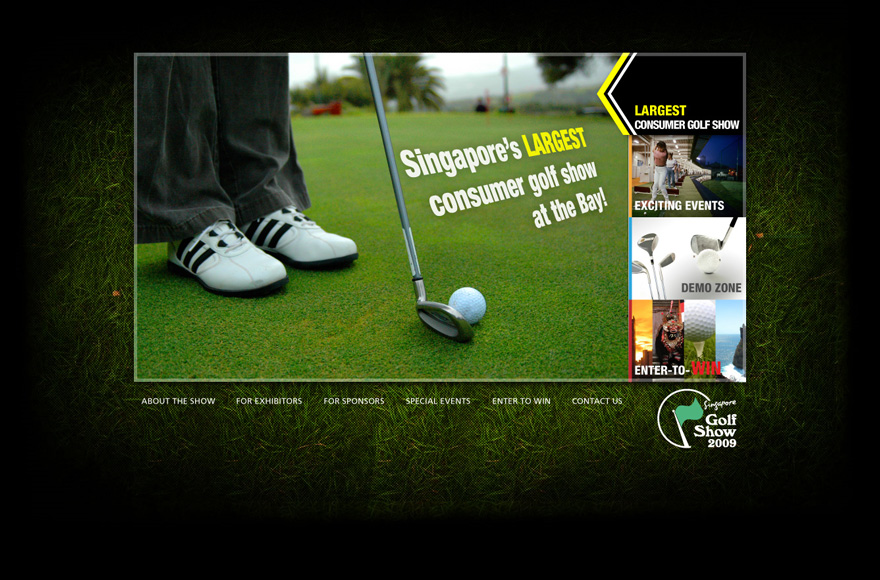 Singapore's LARGEST
consumer golf show
at the Bay!
LARGEST
CONSUMER GOLF SHOW
EXCITING EVENTS
DEMO ZONE
ENTER-TO-WIN
ABOUT THE SHOW
FOR EXHIBITORS
FOR SPONSORS
SPECIAL EVENTS
ENTER TO WIN
CONTACT US
Singapore
Golf
Show
2009